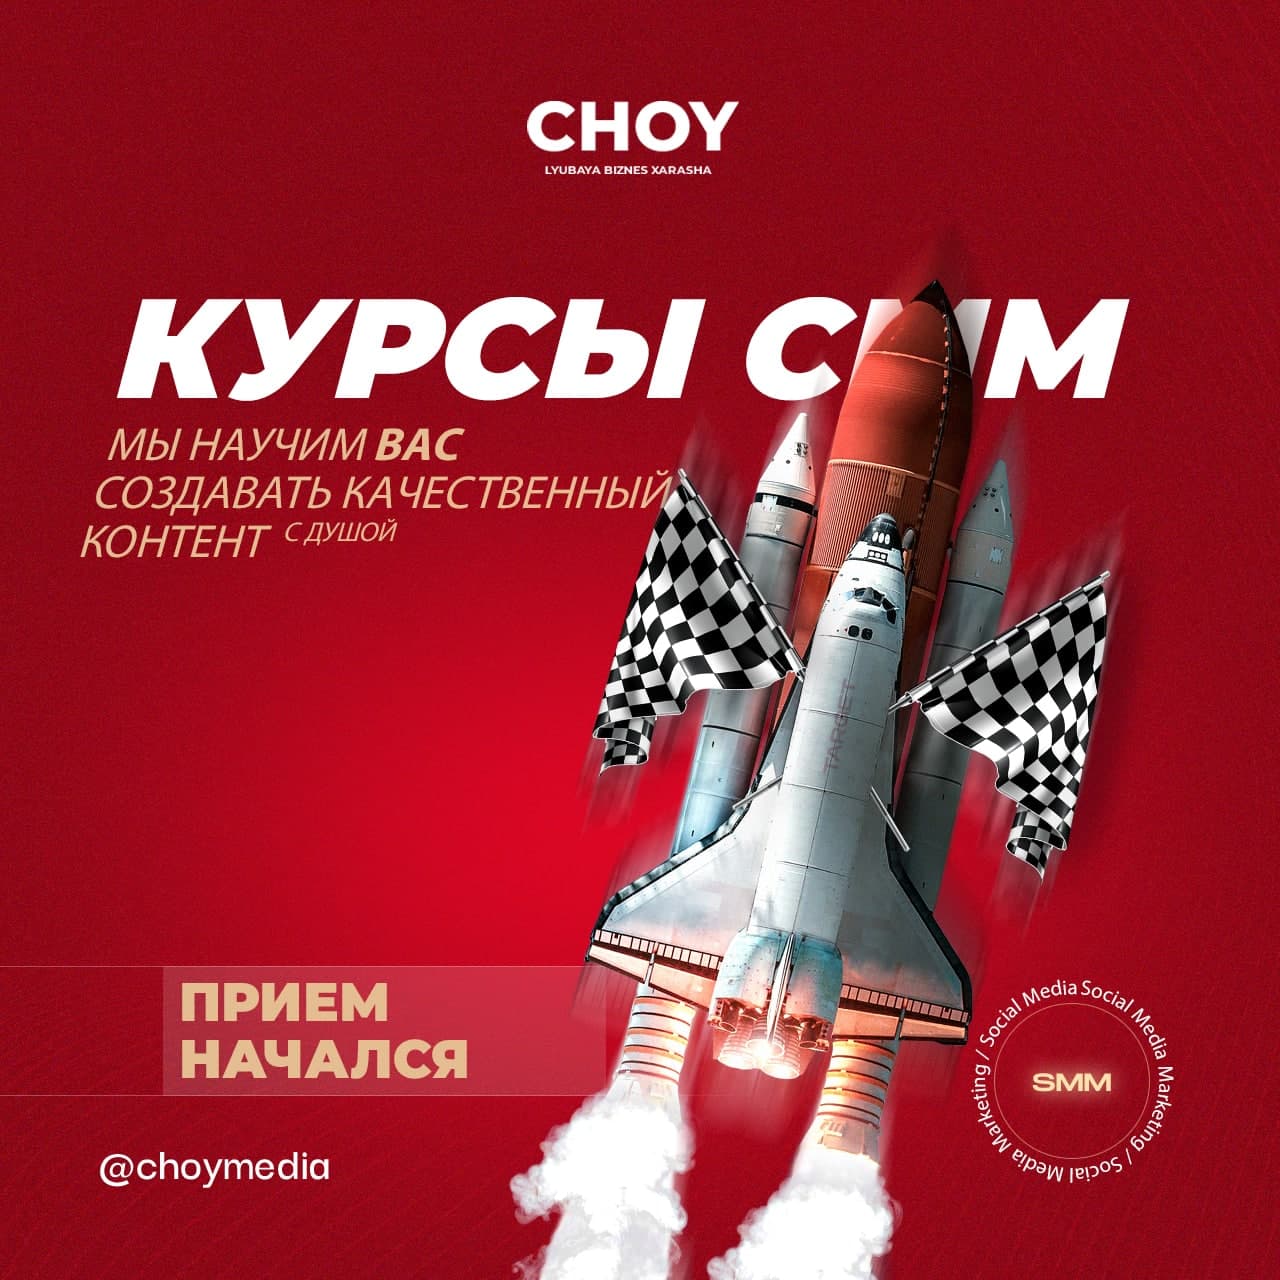 CHOY
LYUBAYA BIZNES XARASHA
КУРСЫ СММ
МЫ НАУЧИМ ВАС
СОЗДАВАТЬ КАЧЕСТВЕННЫЙ
КОНТЕНТ С ДУШОЙ
TARGET
ПРИЕМ
НАЧАЛСЯ
@choymedia
Social Media Social Media Marketing / Social Media Marketing /
SMM